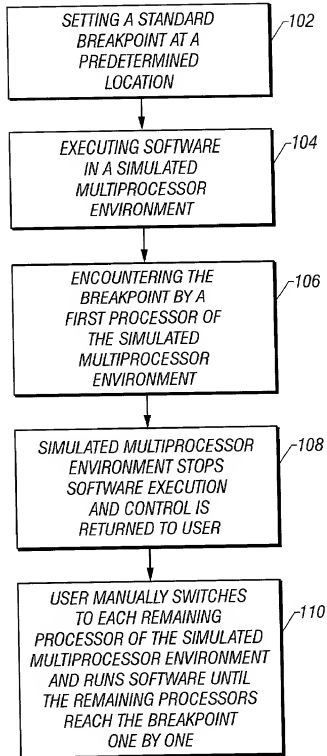 SETTING A STANDARD
BREAKPOINT AT A
PREDETERMINED
LOCATION
102
EXECUTING SOFTWARE
IN A SIMULATED
MULTIPROCESSOR
ENVIRONMENT
104
ENCOUNTERING THE
BREAKPOINT BY A
FIRST PROCESSOR OF
THE SIMULATED
MULTIPROCESSOR
ENVIRONMENT
106
SIMULATED MULTIPROCESSOR
ENVIRONMENT STOPS
SOFTWARE EXECUTION
AND CONTROL IS
RETURNED TO USER
108
USER MANUALLY SWITCHES
TO EACH REMAINING
PROCESSOR OF THE SIMULATED
MULTIPROCESSOR ENVIRONMENT
AND RUNS SOFTWARE UNTIL
THE REMAINING PROCESSORS
REACH THE BREAKPOINT
ONE BY ONE
110